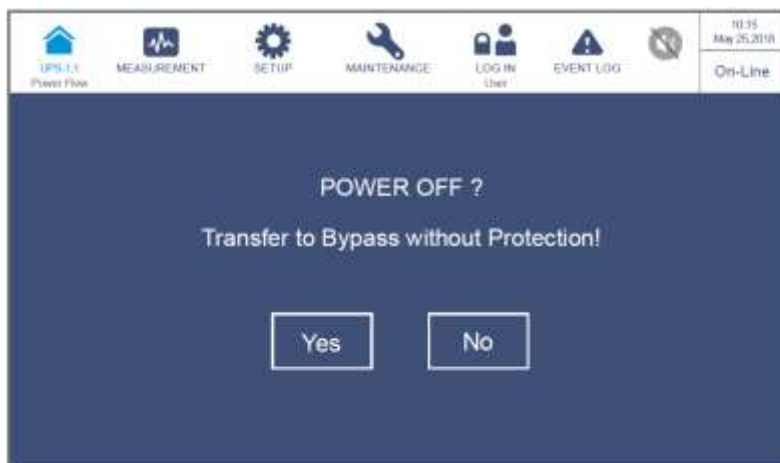 10:15
May 25,2018
UPS-1.1
MEASUREMENT
SETUP
MAINTENANCE
LOG IN
EVENT LOG
Power Flow
User
On-Line
POWER OFF ?
Transfer to Bypass without Protection!
Yes
No